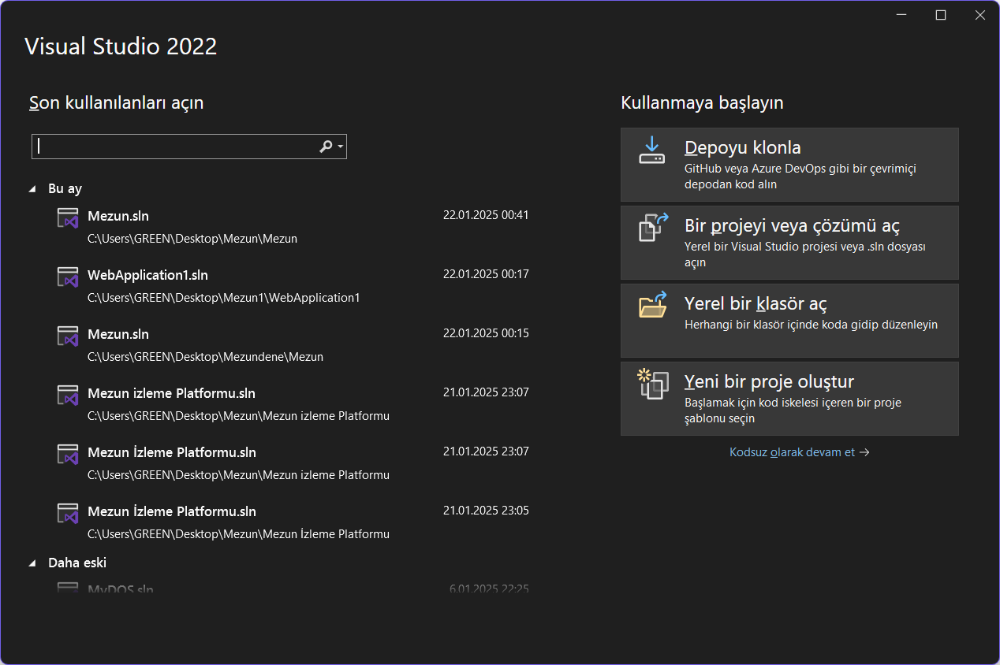 Visual Studio 2022
Son kullanılanları açın
Bu ay
Mezun.sln 22.01.2025 00:41
C:\Users\GREEN\Desktop\Mezun\Mezun
WebApplication1.sln 22.01.2025 00:17
C:\Users\GREEN\Desktop\Mezun1\WebApplication1
Mezun.sln 22.01.2025 00:15
C:\Users\GREEN\Desktop\Mezundene\Mezun
Mezun izleme Platformu.sln 21.01.2025 23:07
C:\Users\GREEN\Desktop\Mezun\Mezun izleme Platformu
Mezun İzleme Platformu.sln 21.01.2025 23:07
C:\Users\GREEN\Desktop\Mezun\Mezun izleme Platformu
Mezun İzleme Platformu.sln 21.01.2025 23:05
C:\Users\GREEN\Desktop\Mezun\Mezun İzleme Platformu
Daha eski
MyDOS.sln 6.01.2025 22:25
Kullanmaya başlayın
Depoyu klonla
GitHub veya Azure DevOps gibi bir çevrimiçi
depodan kod alın
Bir projeyi veya çözümü aç
Yerel bir Visual Studio projesi veya .sln dosyası
açın
Yerel bir klasör aç
Herhangi bir klasör içinde koda gidip düzenleyin
Yeni bir proje oluştur
Başlamak için kod iskelesi içeren bir proje
şablonu seçin
Kodsuz olarak devam et →